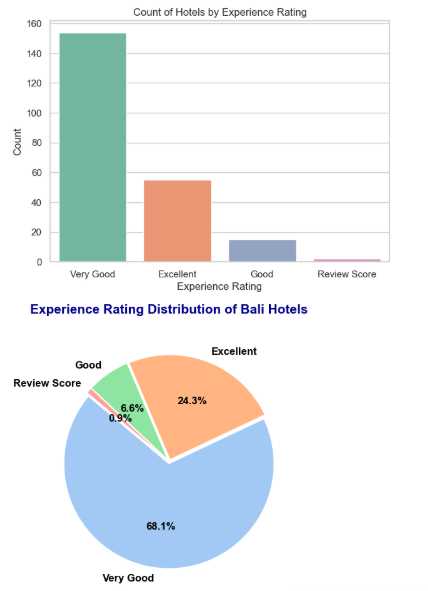 Count of Hotels by Experience Rating
160
140
120
100
80
60
40
20
0
Count
Very Good Excellent Good Review Score
Experience Rating
Experience Rating Distribution of Bali Hotels
Excellent
Good
Review Score
24.3%
6.6%
0.9%
68.1%
Very Good